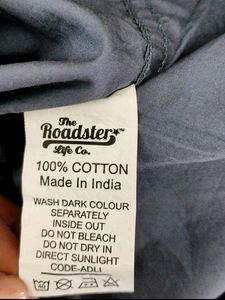 The
Roadster
Life Co.
100% COTTON
Made In India
WASH DARK COLOUR
SEPARATELY
INSIDE OUT
DO NOT BLEACH
DO NOT DRY IN
DIRECT SUNLIGHT
CODE-ADLI